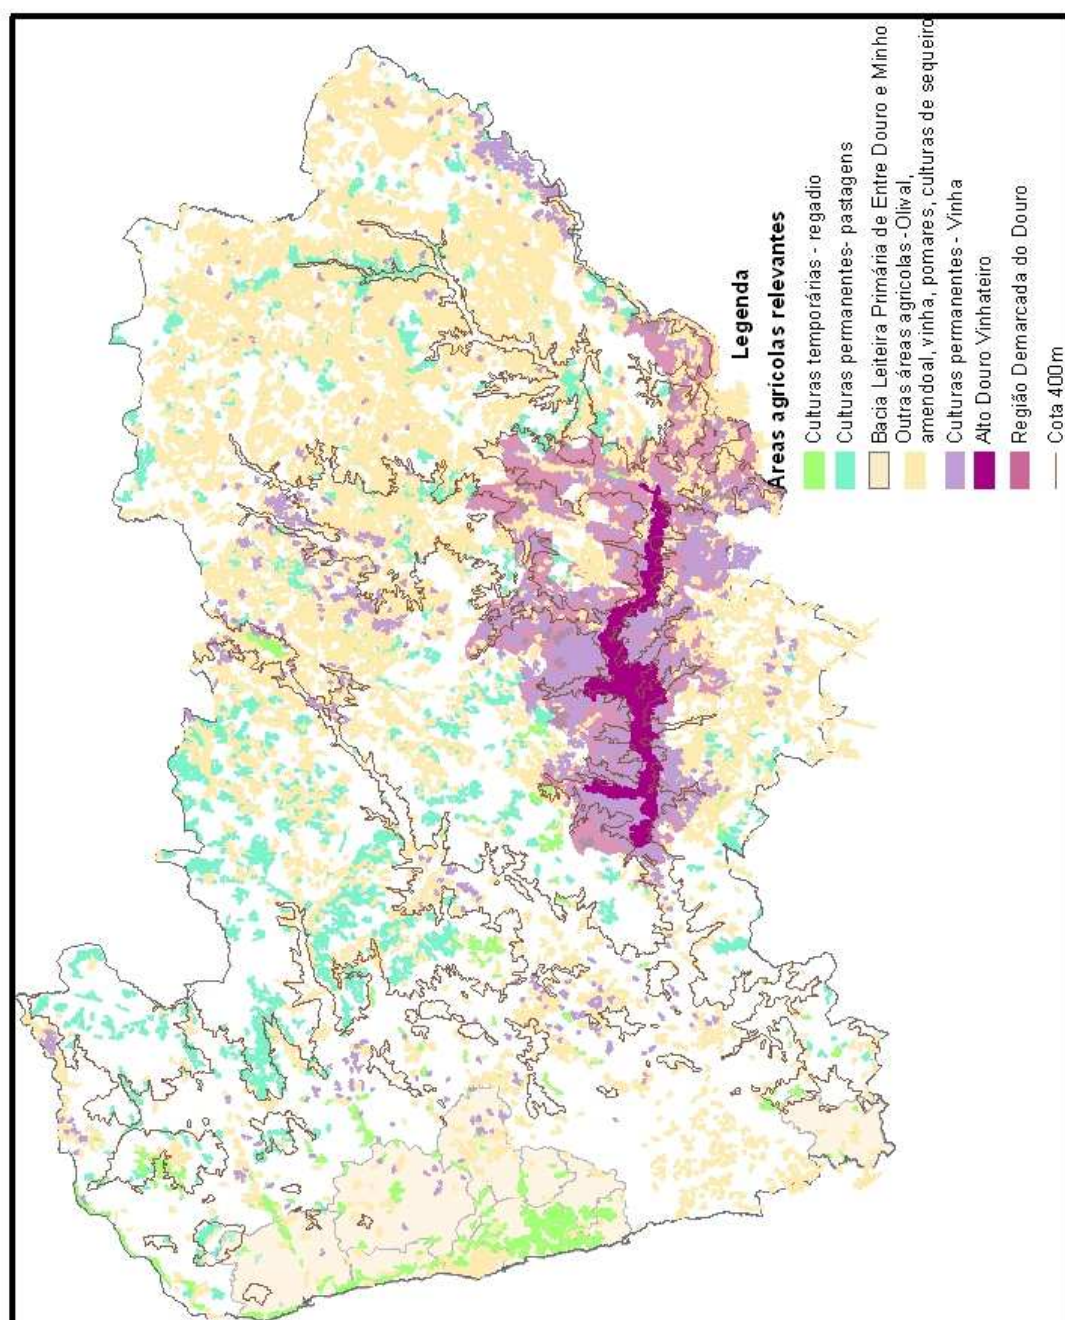 Legenda
Áreas agrícolas relevantes
Culturas temporárias - regadio
Culturas permanentes- pastagens
Bacia Leiteira Primária de Entre Douro e Minho
Outras áreas agrícolas - Olival,
amendoal, vinha, pomares, culturas de sequeiro
Culturas permanentes - Vinha
Alto Douro Vinhateiro
Região Demarcada do Douro
Cota 400m